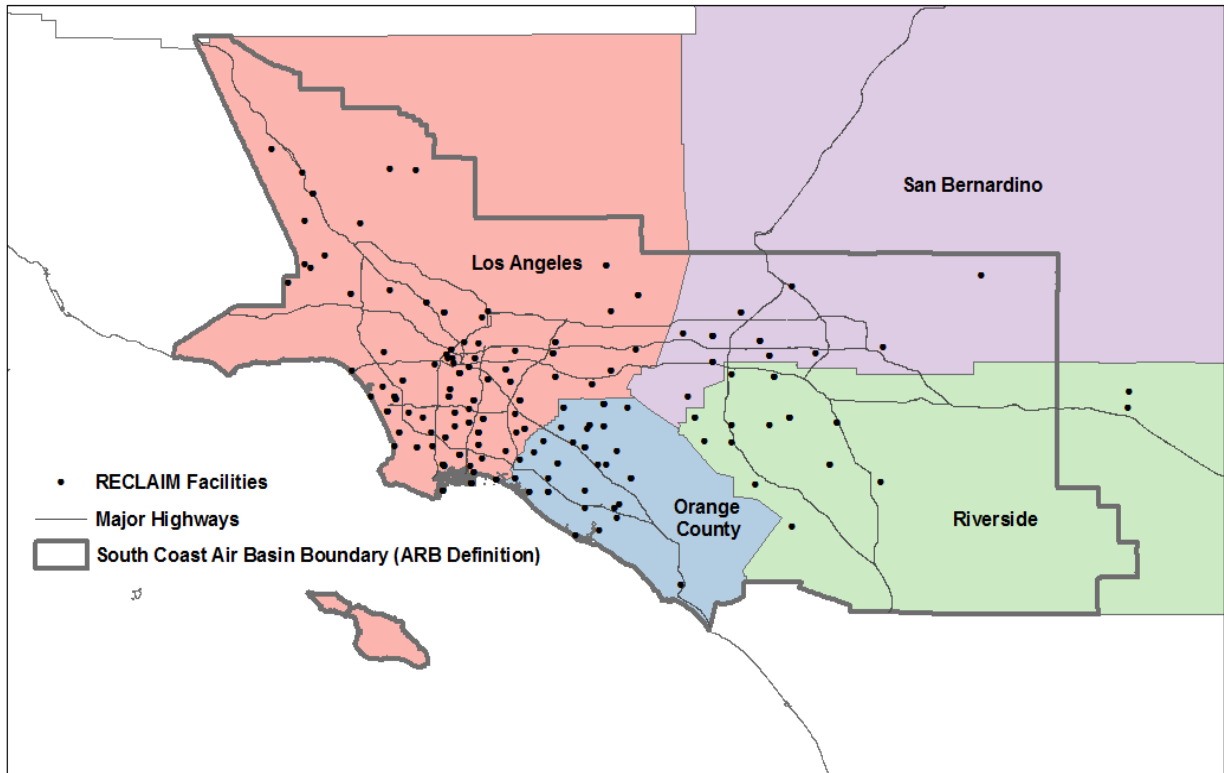 San Bernardino
Los Angeles
RECLAIM Facilities
Major Highways
South Coast Air Basin Boundary (ARB Definition)
Orange
County
Riverside